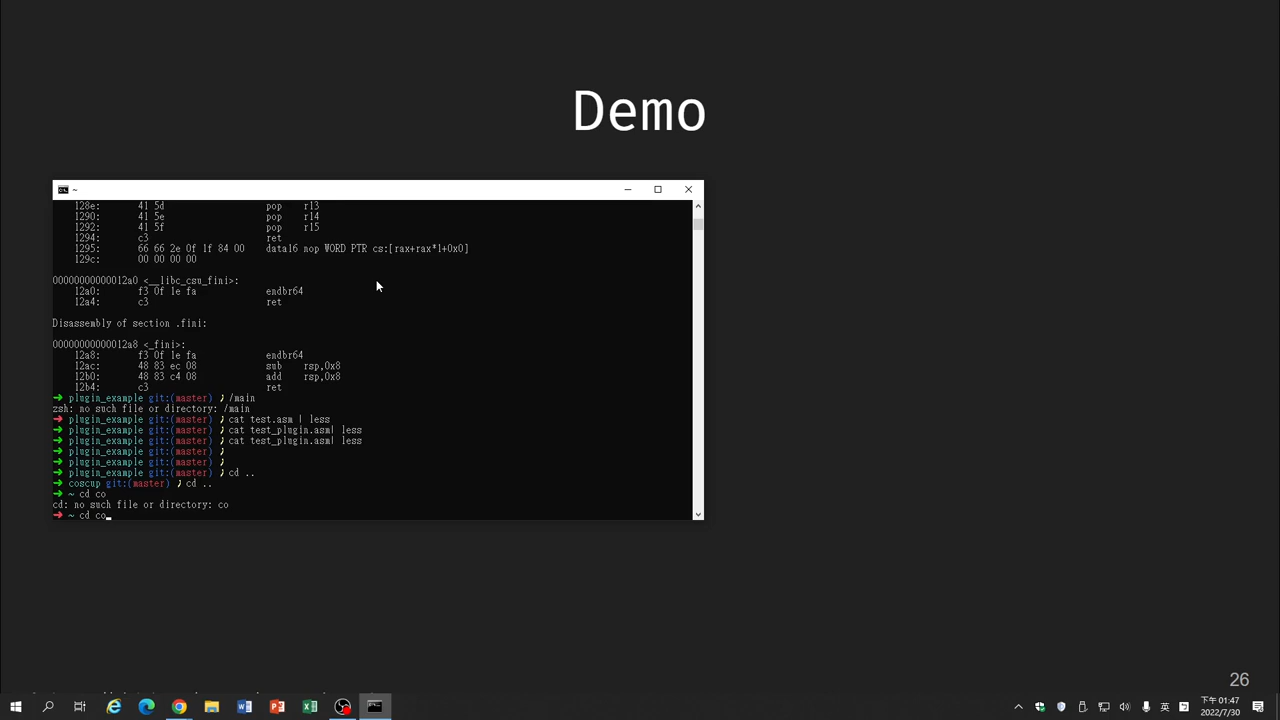 Demo
~
128e: 41 5d pop r13
1290: 41 5e pop r14
1292: 41 5f pop r15
1294: c3 ret
1295: 66 66 2e 0f 1f 84 00 data16 nop WORD PTR cs:[rax+rax*1+0x0]
129c: 00 00 00 00
00000000000012a0 <__libc_csu_fini>:
12a0: f3 0f 1e fa endbr64
12a4: c3 ret
Disassembly of section .fini:
00000000000012a8 <_fini>:
12a8: f3 0f 1e fa endbr64
12ac: 48 83 ec 08 sub rsp,0x8
12b0: 48 83 c4 08 add rsp,0x8
12b4: c3 ret
➜ plugin_example git:(master) ./main
zsh: no such file or directory: /main
➜ plugin_example git:(master) cat test.asm | less
➜ plugin_example git:(master) cat test_plugin.asm| less
➜ plugin_example git:(master) cat test_plugin.asm| less
➜ plugin_example git:(master)
➜ plugin_example git:(master)
➜ plugin_example git:(master) cd ..
➜ coscup git:(master) cd ..
➜ ~ cd co
cd: no such file or directory: co
➜ ~ cd co
26
英
下午 01:47
2022/7/30